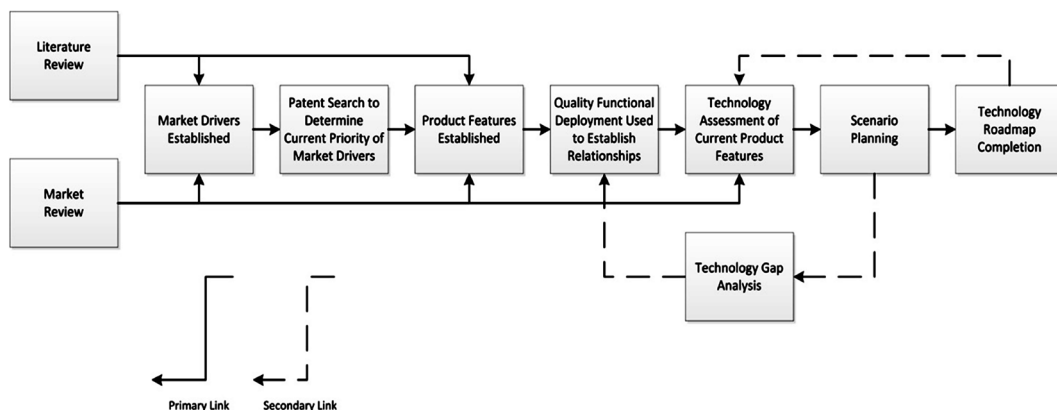 Literature
Review
Market Drivers
Established
Patent Search to
Determine
Current Priority of
Market Drivers
Product Features
Established
Quality Functional
Deployment Used
to Establish
Relationships
Technology
Assessment of
Current Product
Features
Scenario
Planning
Technology
Roadmap
Completion
Market
Review
Technology Gap
Analysis
Primary Link
Secondary Link